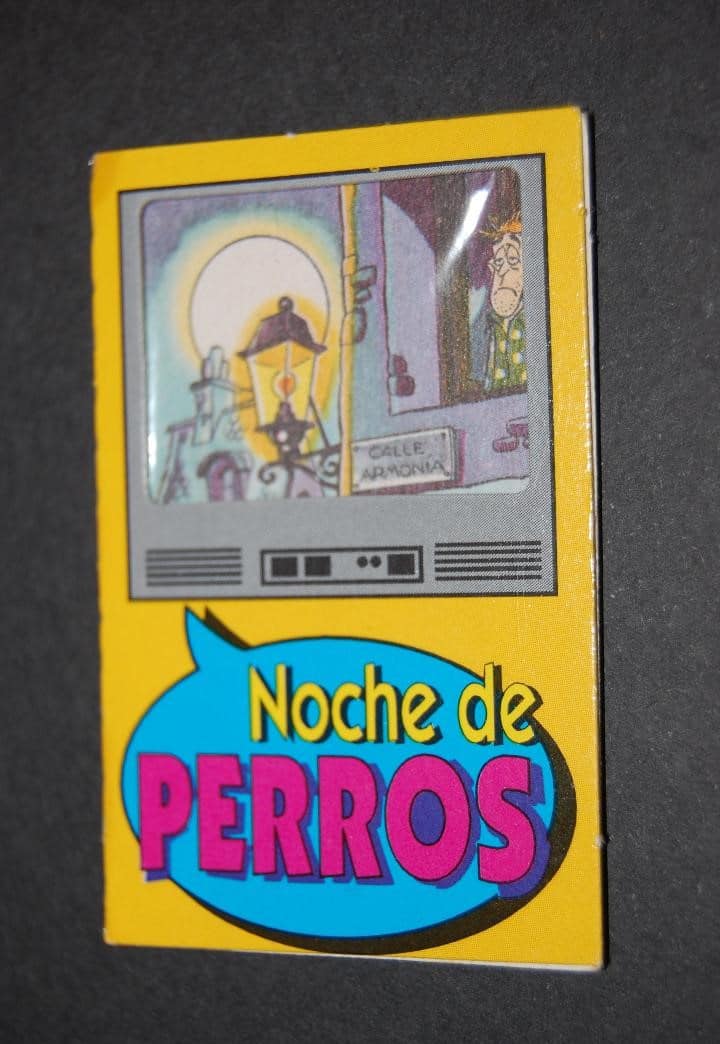 CALLE
ARMONIA
Noche de
PERROS